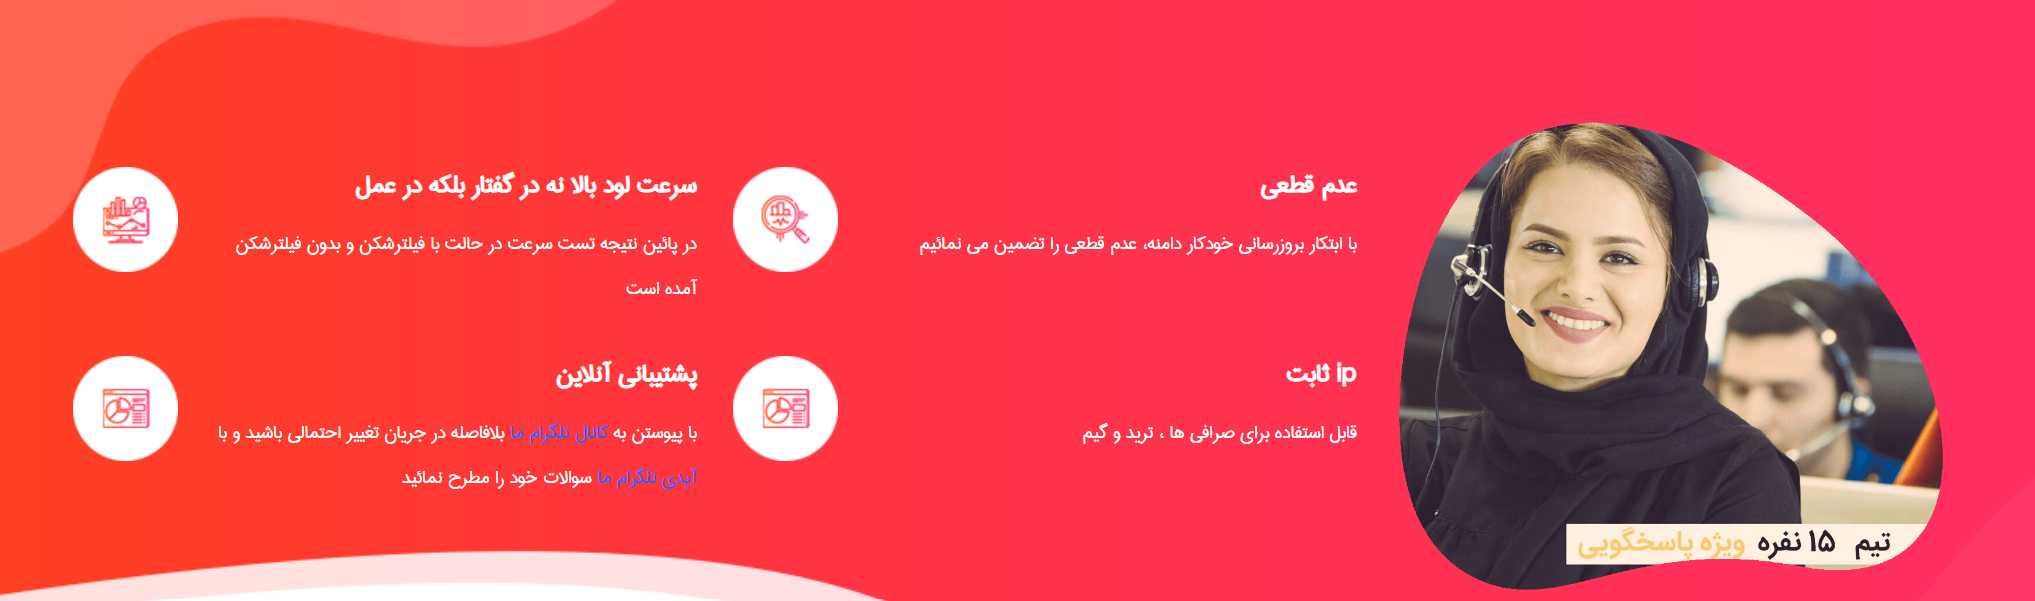 عدم قطعی
با ابتکار بروزرسانی خودکار دامنه، عدم قطعی را تضمین می نمائیم
سرعت لود بالا نه در گفتار بلکه در عمل
در پائین نتیجه تست سرعت در حالت با فیلترشکن و بدون فیلترشکن
آمده است
ip ثابت
قابل استفاده برای صرافی ها ، ترید و گیم
پشتیبانی آنلاین
با پیوستن به کانال تلگرام ما بلافاصله در جریان تغییر احتمالی باشید و با
آیدی تلگرام ما سوالات خود را مطرح نمائید
تیم ۱۵ نفره ویژه پاسخگویی